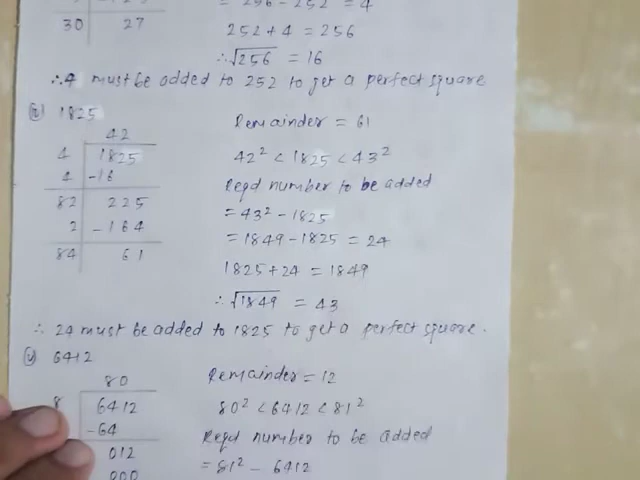 = 256 - 252 = 4
30 27
252 + 4 = 256
∴ √256 = 16
∴ 4 must be added to 252 to get a perfect square
1825
42
4 1825
4 -16
82 225
2 -164
84 61
Remainder = 61
42² < 1825 < 43²
Reqd number to be added
= 43² - 1825
= 1849 - 1825 = 24
1825 + 24 = 1849
∴ √1849 = 43
∴ 24 must be added to 1825 to get a perfect square.
(v) 6412
80
8 6412
-64
012
000
Remainder = 12
80² < 6412 < 81²
Reqd number to be added
= 81² - 6412